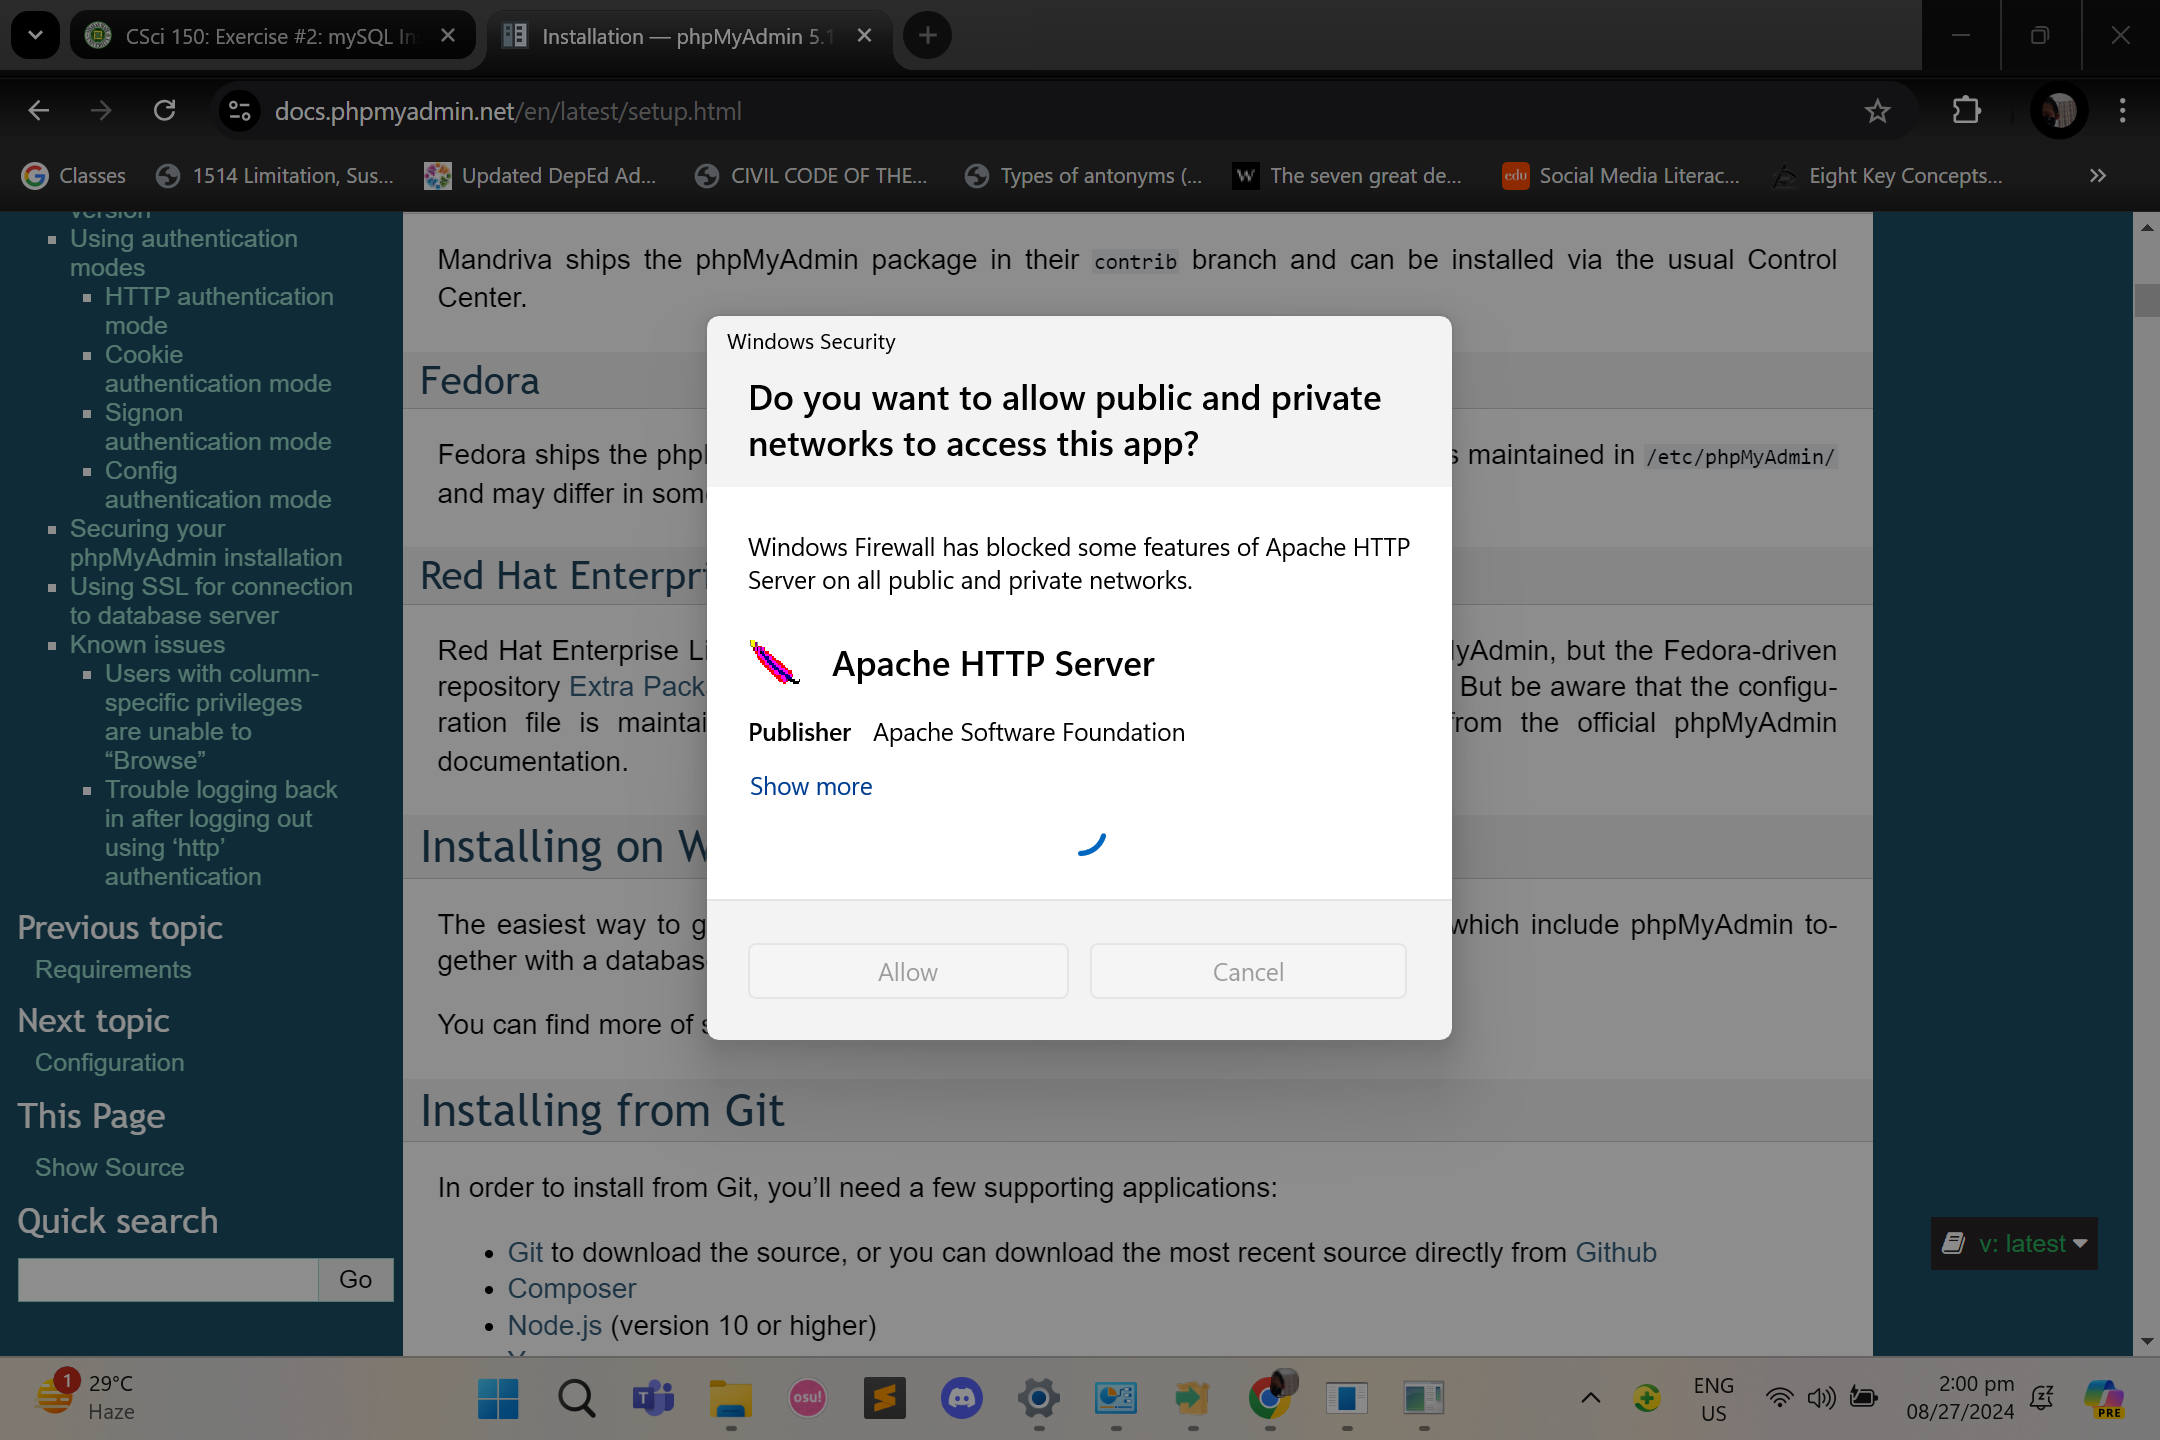 CSci 150: Exercise #2: mySQL In
Installation — phpMyAdmin 5.1
docs.phpmyadmin.net/en/latest/setup.html
Classes
1514 Limitation, Sus...
Updated DepEd Ad...
CIVIL CODE OF THE...
Types of antonyms (...
W
The seven great de...
edu
Social Media Literac...
Eight Key Concepts...
version
Using authentication
modes
HTTP authentication
mode
Cookie
authentication mode
Signon
authentication mode
Config
authentication mode
Securing your
phpMyAdmin installation
Using SSL for connection
to database server
Known issues
Users with column-
specific privileges
are unable to
“Browse”
Trouble logging back
in after logging out
using ‘http’
authentication
Previous topic
Requirements
Next topic
Configuration
This Page
Show Source
Quick search
Go
Mandriva ships the phpMyAdmin package in their contrib branch and can be installed via the usual Control
Center.
Fedora
Fedora ships the phpl
s maintained in /etc/phpMyAdmin/
and may differ in som
Red Hat Enterpri
Red Hat Enterprise Li
lyAdmin, but the Fedora-driven
repository Extra Pack
But be aware that the configu-
ration file is maintai
from the official phpMyAdmin
documentation.
Installing on W
The easiest way to g
which include phpMyAdmin to-
gether with a databas
You can find more of s
Installing from Git
In order to install from Git, you’ll need a few supporting applications:
Git to download the source, or you can download the most recent source directly from Github
Composer
Node.js (version 10 or higher)
v: latest
Windows Security
Do you want to allow public and private
networks to access this app?
Windows Firewall has blocked some features of Apache HTTP
Server on all public and private networks.
Apache HTTP Server
Publisher Apache Software Foundation
Show more
Allow
Cancel
1
29°C
Haze
T
osu!
ENG
US
2:00 pm
08/27/2024
PRE